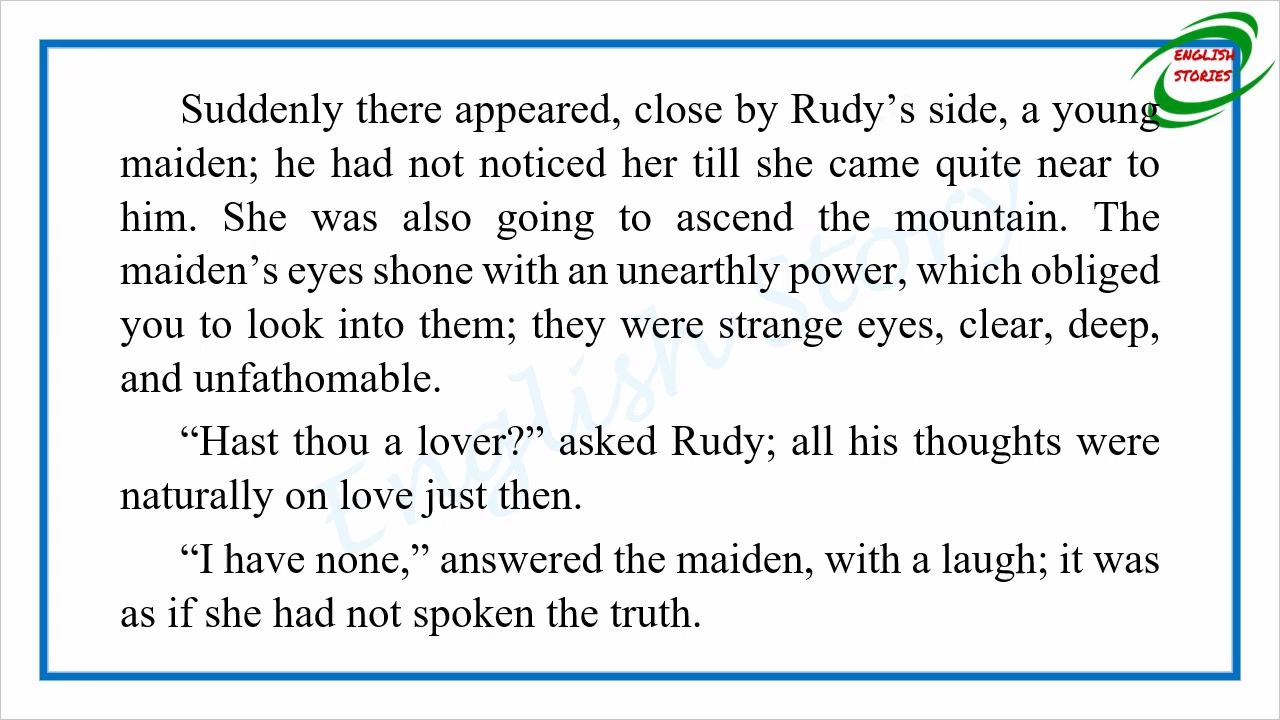 ENGLISH
STORIES
Suddenly there appeared, close by Rudy’s side, a young
maiden; he had not noticed her till she came quite near to
him. She was also going to ascend the mountain. The
maiden’s eyes shone with an unearthly power, which obliged
you to look into them; they were strange eyes, clear, deep,
and unfathomable.
“Hast thou a lover?” asked Rudy; all his thoughts were
naturally on love just then.
“I have none,” answered the maiden, with a laugh; it was
as if she had not spoken the truth.
English Story